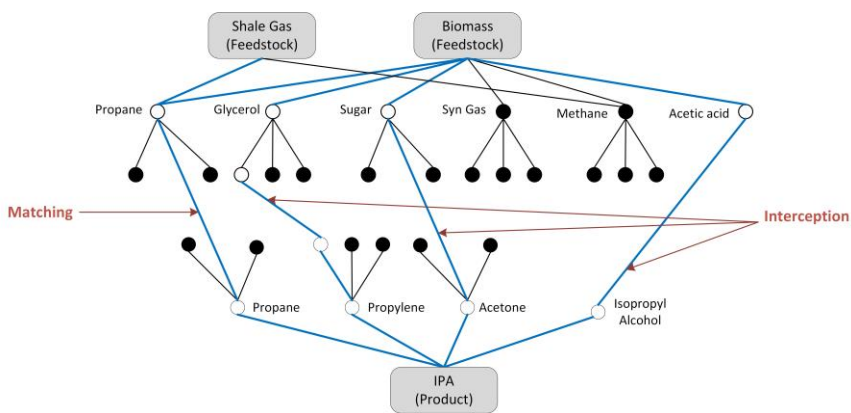 Shale Gas
(Feedstock)
Biomass
(Feedstock)
Propane
Glycerol
Sugar
Syn Gas
Methane
Acetic acid
Matching
Interception
Propane
Propylene
Acetone
Isopropyl
Alcohol
IPA
(Product)